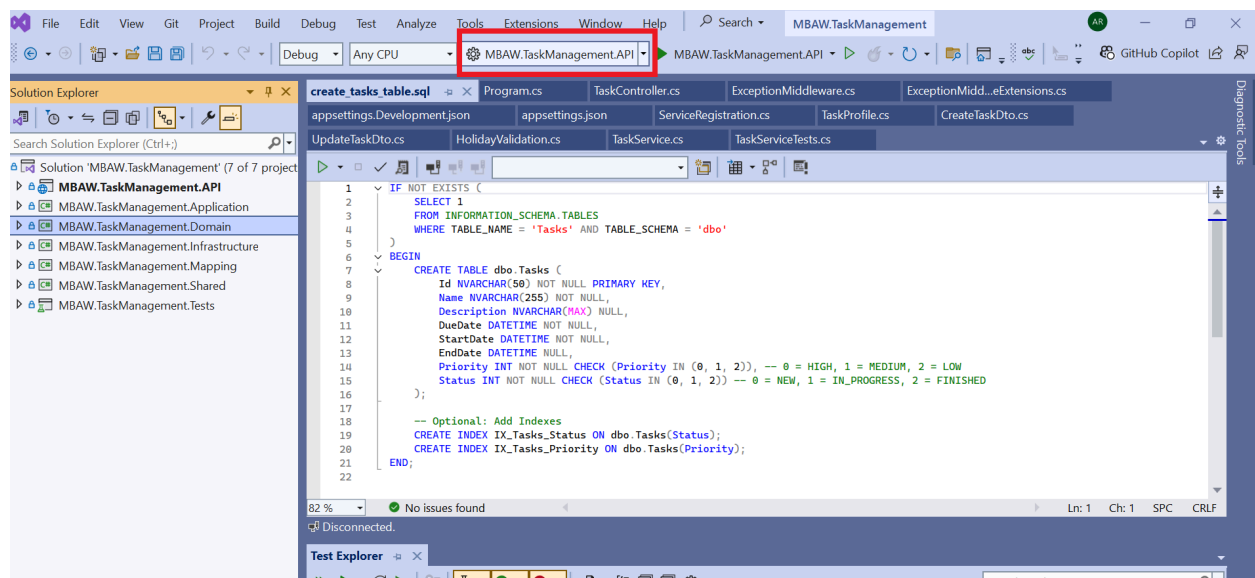 File Edit View Git Project Build Debug Test Analyze Tools Extensions Window Help Search MBAW.TaskManagement AR
Debug Any CPU MBAW.TaskManagement.API MBAW.TaskManagement.API GitHub Copilot
Solution Explorer
Search Solution Explorer (Ctrl+;)
Solution 'MBAW.TaskManagement' (7 of 7 project
MBAW.TaskManagement.API
MBAW.TaskManagement.Application
MBAW.TaskManagement.Domain
MBAW.TaskManagement.Infrastructure
MBAW.TaskManagement.Mapping
MBAW.TaskManagement.Shared
MBAW.TaskManagement.Tests
create_tasks_table.sql Program.cs TaskController.cs ExceptionMiddleware.cs ExceptionMidd...eExtensions.cs
appsettings.Development.json appsettings.json ServiceRegistration.cs TaskProfile.cs CreateTaskDto.cs
UpdateTaskDto.cs HolidayValidation.cs TaskService.cs TaskServiceTests.cs
1 IF NOT EXISTS (
2 SELECT 1
3 FROM INFORMATION_SCHEMA.TABLES
4 WHERE TABLE_NAME = 'Tasks' AND TABLE_SCHEMA = 'dbo'
5 )
6 BEGIN
7 CREATE TABLE dbo.Tasks (
8 Id NVARCHAR(50) NOT NULL PRIMARY KEY,
9 Name NVARCHAR(255) NOT NULL,
10 Description NVARCHAR(MAX) NULL,
11 DueDate DATETIME NOT NULL,
12 StartDate DATETIME NOT NULL,
13 EndDate DATETIME NULL,
14 Priority INT NOT NULL CHECK (Priority IN (0, 1, 2)), -- 0 = HIGH, 1 = MEDIUM, 2 = LOW
15 Status INT NOT NULL CHECK (Status IN (0, 1, 2)) -- 0 = NEW, 1 = IN_PROGRESS, 2 = FINISHED
16 );
17
18 -- Optional: Add Indexes
19 CREATE INDEX IX_Tasks_Status ON dbo.Tasks(Status);
20 CREATE INDEX IX_Tasks_Priority ON dbo.Tasks(Priority);
21 END;
22
82 % No issues found Ln: 1 Ch: 1 SPC CRLF
Disconnected.
Test Explorer
Diagnostic Tools